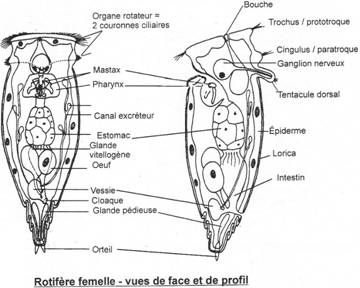 Bouche
Organe rotateur =
2 couronnes ciliaires
Trochus / prototroque
Cingulus / paratroque
Ganglion nerveux
Mastax
Pharynx
Tentacule dorsal
Canal excréteur
Estomac
Épiderme
Glande
vitellogène
Lorica
Oeuf
Intestin
Vessie
Cloaque
Glande pédieuse
Orteil
Rotifère femelle - vues de face et de profil